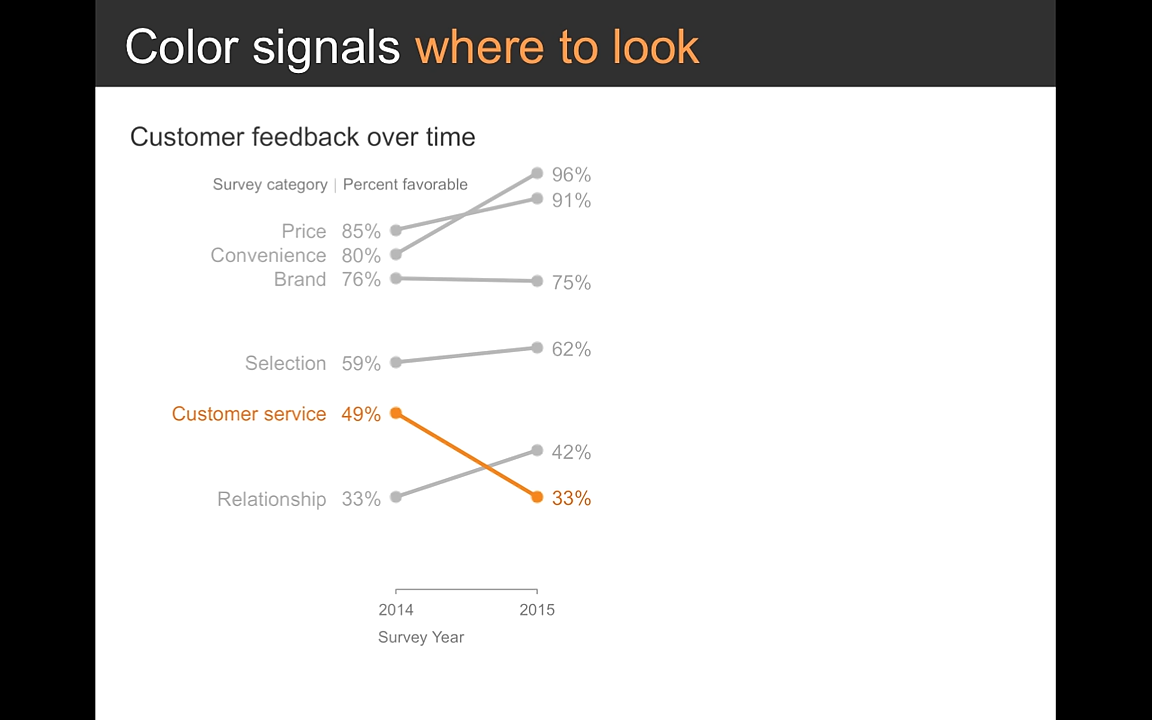 Color signals where to look
Customer feedback over time
Survey category | Percent favorable
96%
91%
Price 85%
Convenience 80%
Brand 76%
75%
Selection 59%
62%
Customer service 49%
42%
Relationship 33%
33%
2014 2015
Survey Year